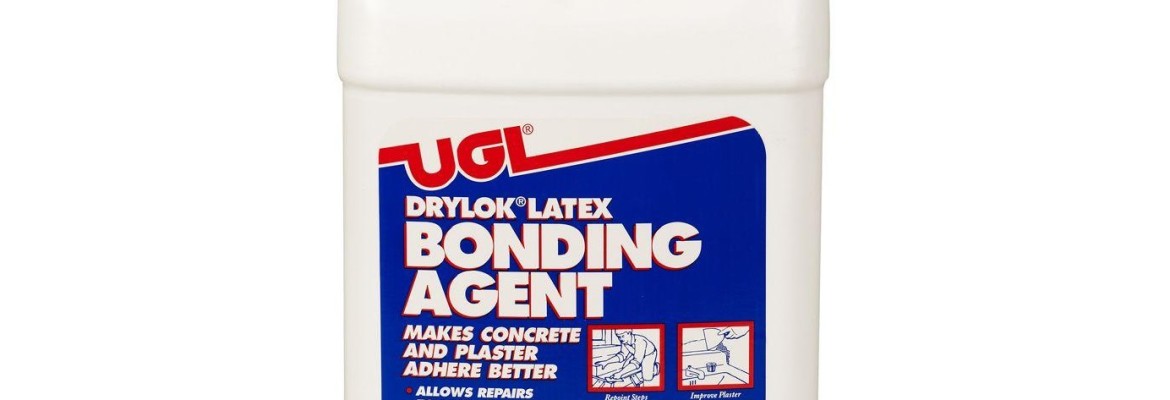 UGL®
DRYLOK® LATEX
BONDING
AGENT
MAKES CONCRETE
AND PLASTER
ADHERE BETTER
• ALLOWS REPAIRS
Repoint Steps
Improve Plaster